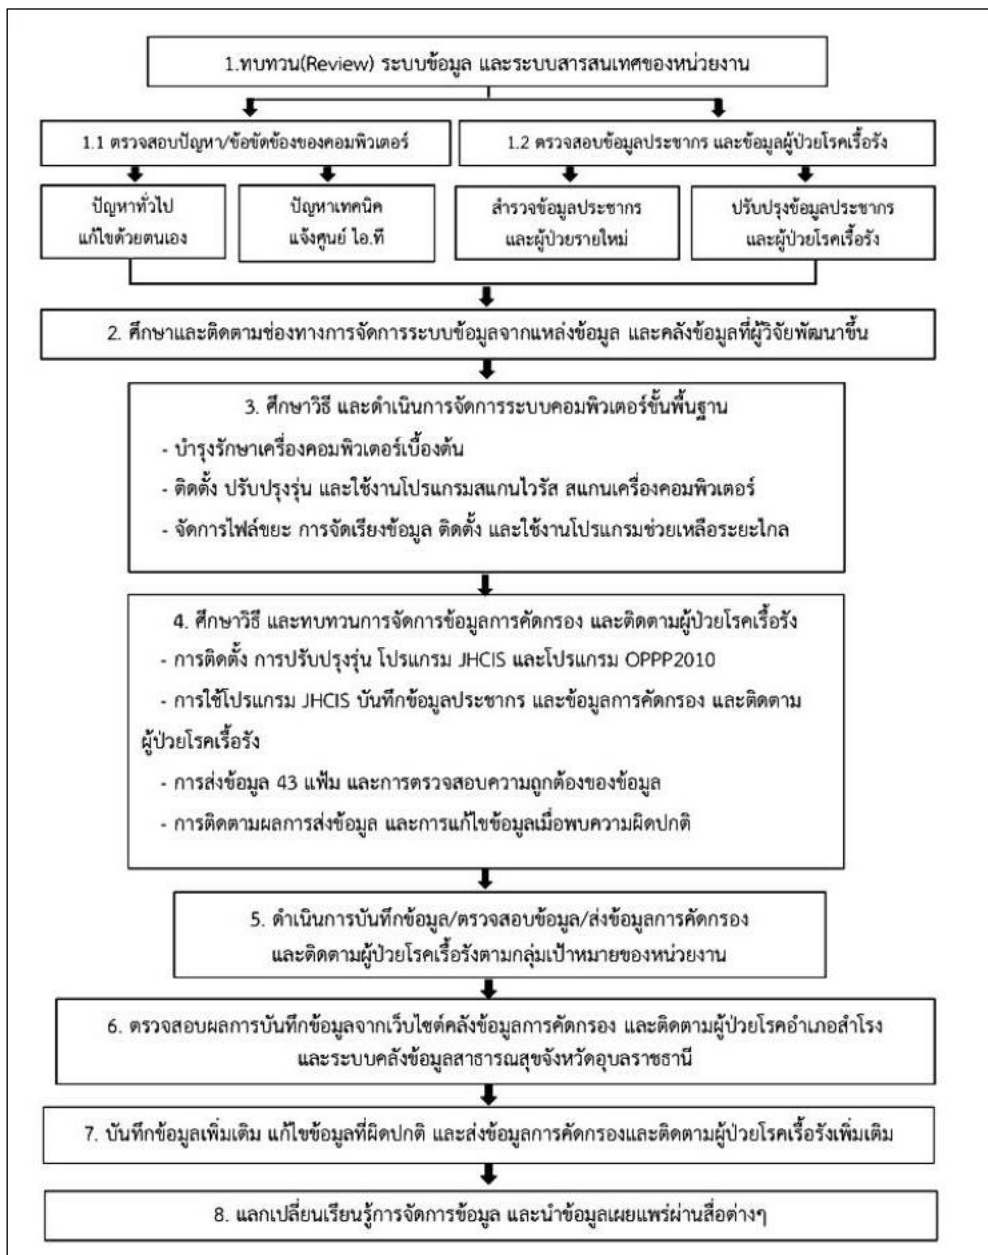 1.ทบทวน(Review) ระบบข้อมูล และระบบสารสนเทศของหน่วยงาน
1.1 ตรวจสอบปัญหา/ข้อขัดข้องของคอมพิวเตอร์
1.2 ตรวจสอบข้อมูลประชากร และข้อมูลผู้ป่วยโรคเรื้อรัง
ปัญหาทั่วไป
แก้ไขด้วยตนเอง
ปัญหาเทคนิค
แจ้งศูนย์ ไอ.ที
สำรวจข้อมูลประชากร
และผู้ป่วยรายใหม่
ปรับปรุงข้อมูลประชากร
และผู้ป่วยโรคเรื้อรัง
2. ศึกษาและติดตามช่องทางการจัดการระบบข้อมูลจากแหล่งข้อมูล และคลังข้อมูลที่ผู้วิจัยพัฒนาขึ้น
3. ศึกษาวิธี และดำเนินการจัดการระบบคอมพิวเตอร์ขั้นพื้นฐาน
- บำรุงรักษาเครื่องคอมพิวเตอร์เบื้องต้น
- ติดตั้ง ปรับปรุงรุ่น และใช้งานโปรแกรมสแกนไวรัส สแกนเครื่องคอมพิวเตอร์
- จัดการไฟล์ขยะ การจัดเรียงข้อมูล ติดตั้ง และใช้งานโปรแกรมช่วยเหลือระยะไกล
4. ศึกษาวิธี และทบทวนการจัดการข้อมูลการคัดกรอง และติดตามผู้ป่วยโรคเรื้อรัง
- การติดตั้ง การปรับปรุงรุ่น โปรแกรม JHCIS และโปรแกรม OPPP2010
- การใช้โปรแกรม JHCIS บันทึกข้อมูลประชากร และข้อมูลการคัดกรอง และติดตาม
ผู้ป่วยโรคเรื้อรัง
- การส่งข้อมูล 43 แฟ้ม และการตรวจสอบความถูกต้องของข้อมูล
- การติดตามผลการส่งข้อมูล และการแก้ไขข้อมูลเมื่อพบความผิดปกติ
5. ดำเนินการบันทึกข้อมูล/ตรวจสอบข้อมูล/ส่งข้อมูลการคัดกรอง
และติดตามผู้ป่วยโรคเรื้อรังตามกลุ่มเป้าหมายของหน่วยงาน
6. ตรวจสอบผลการบันทึกข้อมูลจากเว็บไซต์คลังข้อมูลการคัดกรอง และติดตามผู้ป่วยโรคอำเภอสำโรง
และระบบคลังข้อมูลสาธารณสุขจังหวัดอุบลราชธานี
7. บันทึกข้อมูลเพิ่มเติม แก้ไขข้อมูลที่ผิดปกติ และส่งข้อมูลการคัดกรองและติดตามผู้ป่วยโรคเรื้อรังเพิ่มเติม
8. แลกเปลี่ยนเรียนรู้การจัดการข้อมูล และนำข้อมูลเผยแพร่ผ่านสื่อต่างๆ